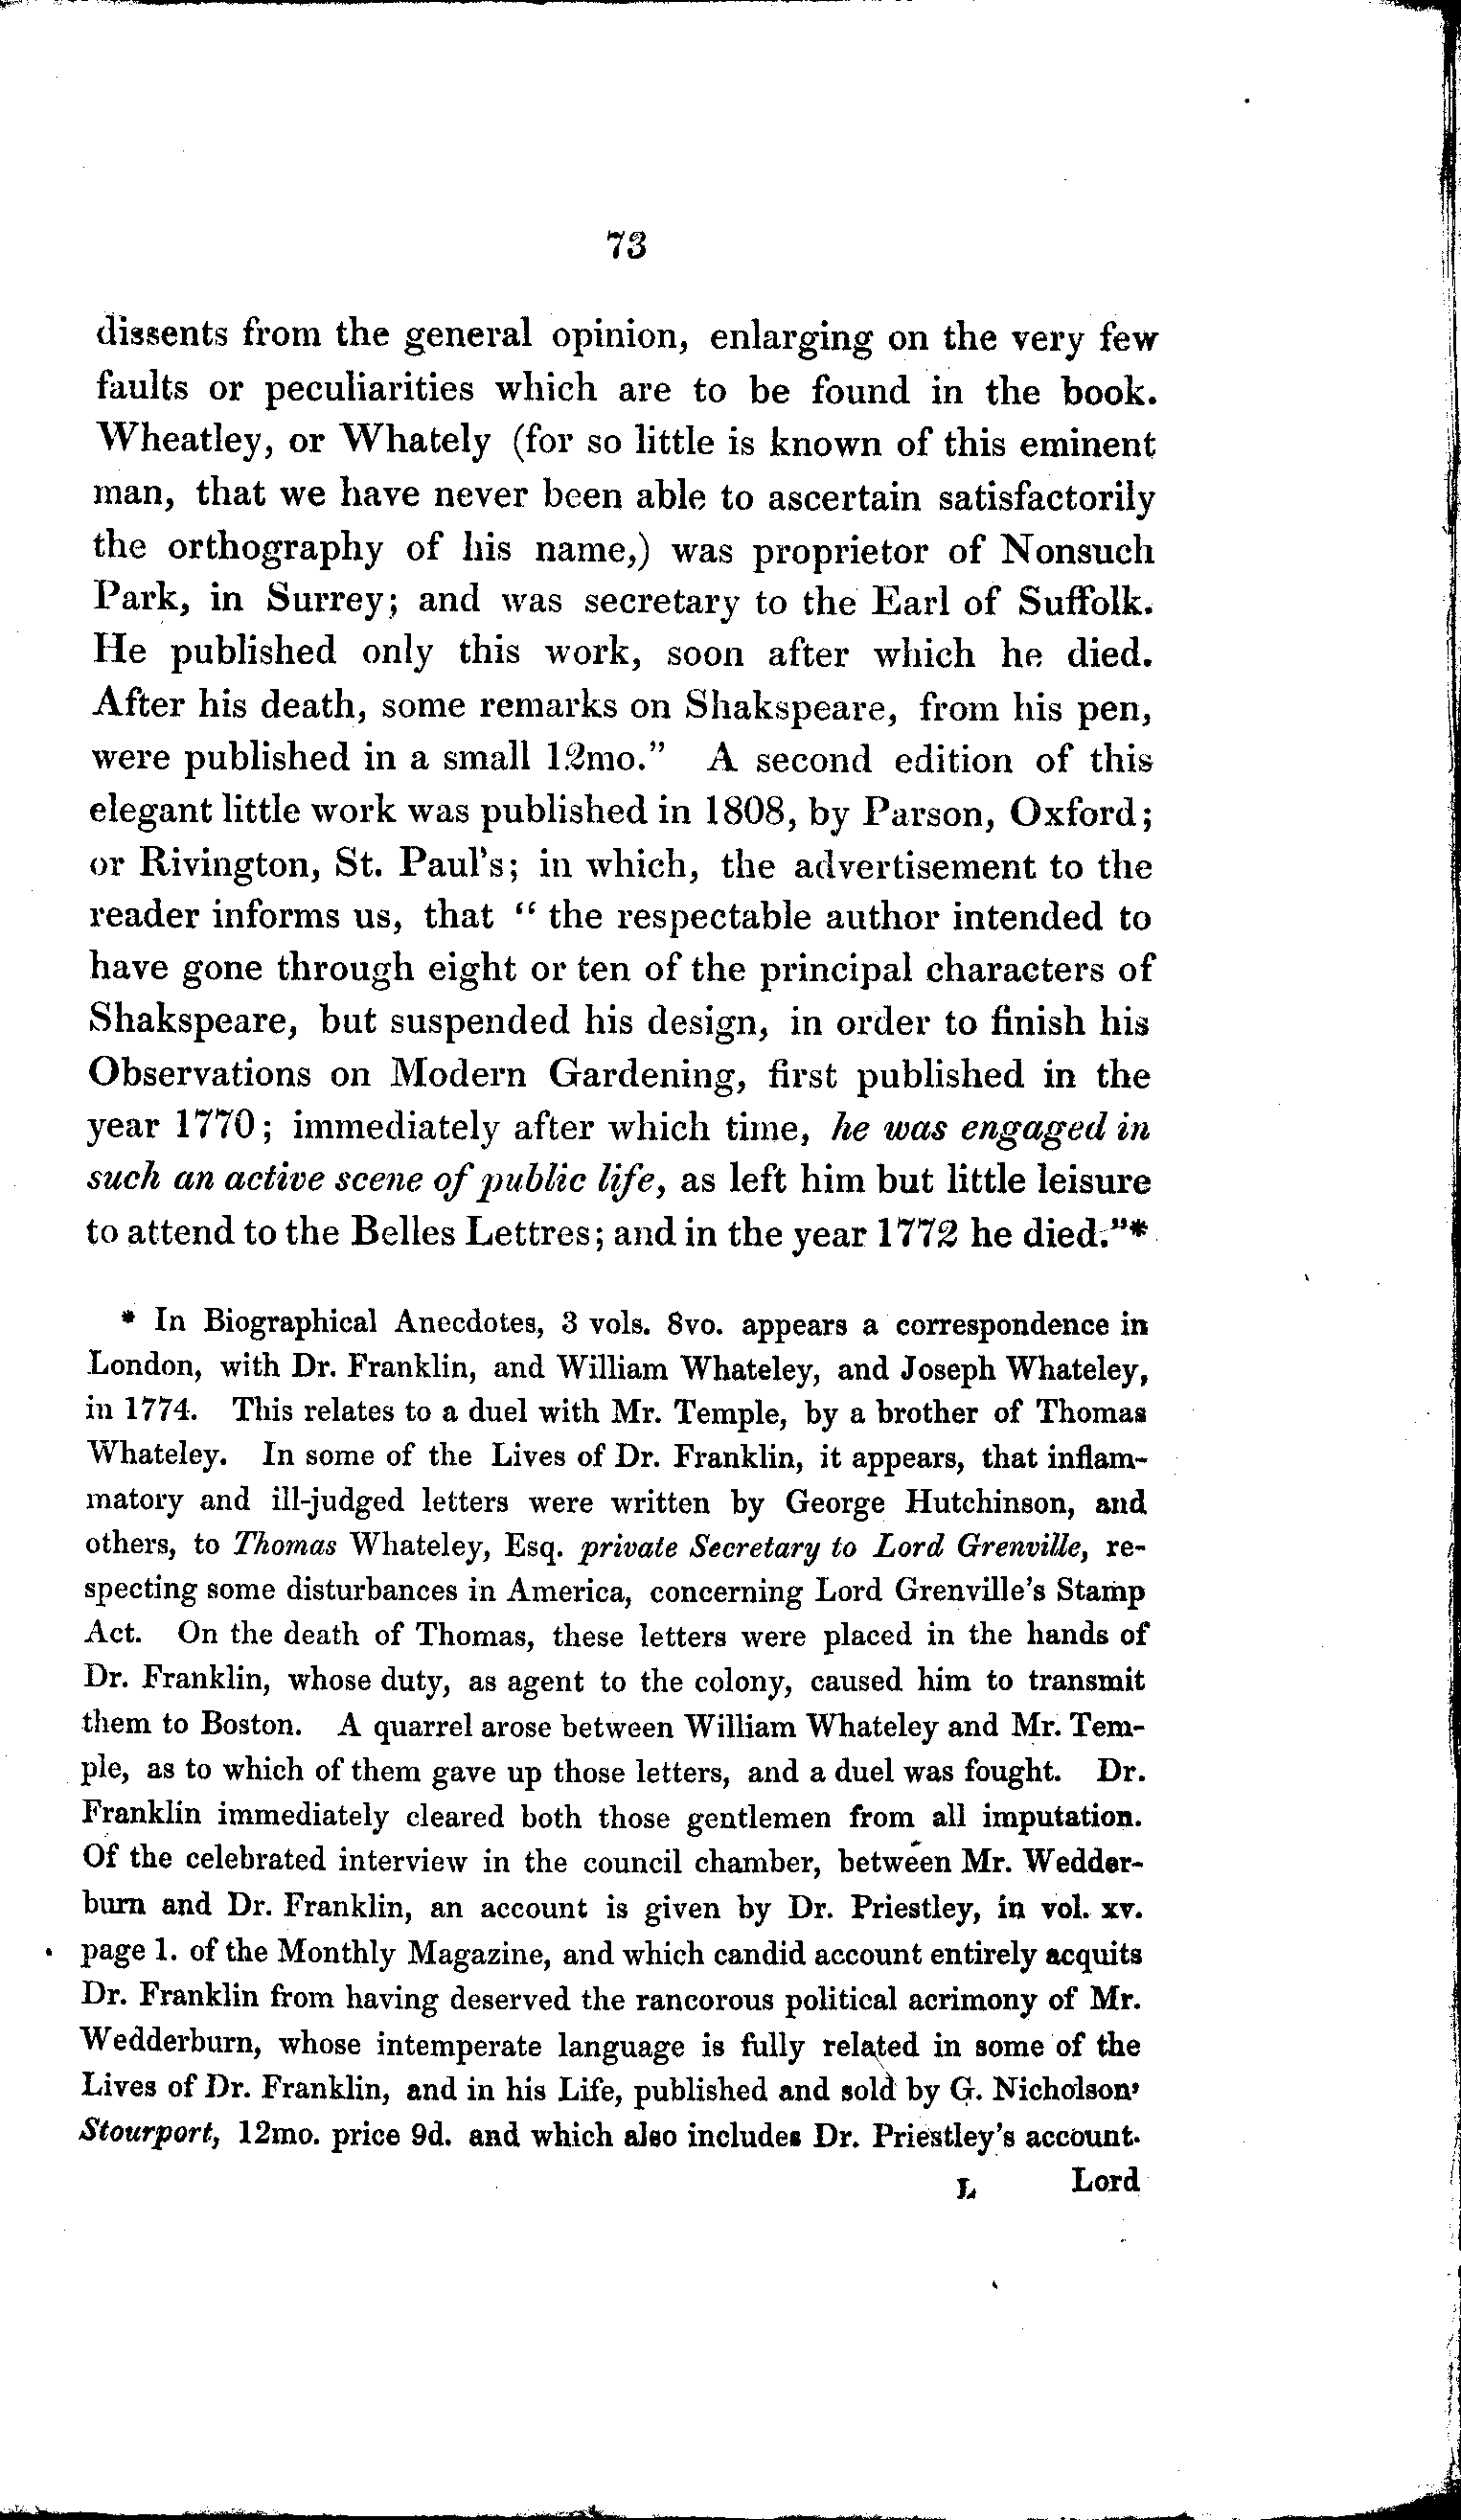 73
dissents from the general opinion, enlarging on the very few
faults or peculiarities which are to be found in the book.
Wheatley, or Whately (for so little is known of this eminent
man, that we have never been able to ascertain satisfactorily
the orthography of his name,) was proprietor of Nonsuch
Park, in Surrey; and was secretary to the Earl of Suffolk.
He published only this work, soon after which he died.
After his death, some remarks on Shakspeare, from his pen,
were published in a small 12mo." A second edition of this
elegant little work was published in 1808, by Parson, Oxford;
or Rivington, St. Paul's; in which, the advertisement to the
reader informs us, that "the respectable author intended to
have gone through eight or ten of the principal characters of
Shakspeare, but suspended his design, in order to finish his
Observations on Modern Gardening, first published in the
year 1770; immediately after which time, he was engaged in
such an active scene of public life, as left him but little leisure
to attend to the Belles Lettres; and in the year 1772 he died."*
* In Biographical Anecdotes, 3 vols. 8vo. appears a correspondence in
London, with Dr. Franklin, and William Whateley, and Joseph Whateley,
in 1774. This relates to a duel with Mr. Temple, by a brother of Thomas
Whateley. In some of the Lives of Dr. Franklin, it appears, that inflam-
matory and ill-judged letters were written by George Hutchinson, and
others, to Thomas Whateley, Esq. private Secretary to Lord Grenville, re-
specting some disturbances in America, concerning Lord Grenville's Stamp
Act. On the death of Thomas, these letters were placed in the hands of
Dr. Franklin, whose duty, as agent to the colony, caused him to transmit
them to Boston. A quarrel arose between William Whateley and Mr. Tem-
ple, as to which of them gave up those letters, and a duel was fought. Dr.
Franklin immediately cleared both those gentlemen from all imputation.
Of the celebrated interview in the council chamber, between Mr. Wedder-
burn and Dr. Franklin, an account is given by Dr. Priestley, in vol. xv.
page 1. of the Monthly Magazine, and which candid account entirely acquits
Dr. Franklin from having deserved the rancorous political acrimony of Mr.
Wedderburn, whose intemperate language is fully related in some of the
Lives of Dr. Franklin, and in his Life, published and sold by G. Nicholson,
Stourport, 12mo. price 9d. and which also includes Dr. Priestley's account.
L Lord